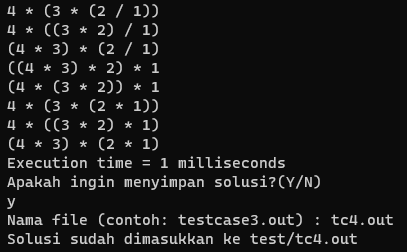 4 * (3 * (2 / 1))
4 * ((3 * 2) / 1)
(4 * 3) * (2 / 1)
((4 * 3) * 2) * 1
(4 * (3 * 2)) * 1
4 * (3 * (2 * 1))
4 * ((3 * 2) * 1)
(4 * 3) * (2 * 1)
Execution time = 1 milliseconds
Apakah ingin menyimpan solusi?(Y/N)
y
Nama file (contoh: testcase3.out) : tc4.out
Solusi sudah dimasukkan ke test/tc4.out